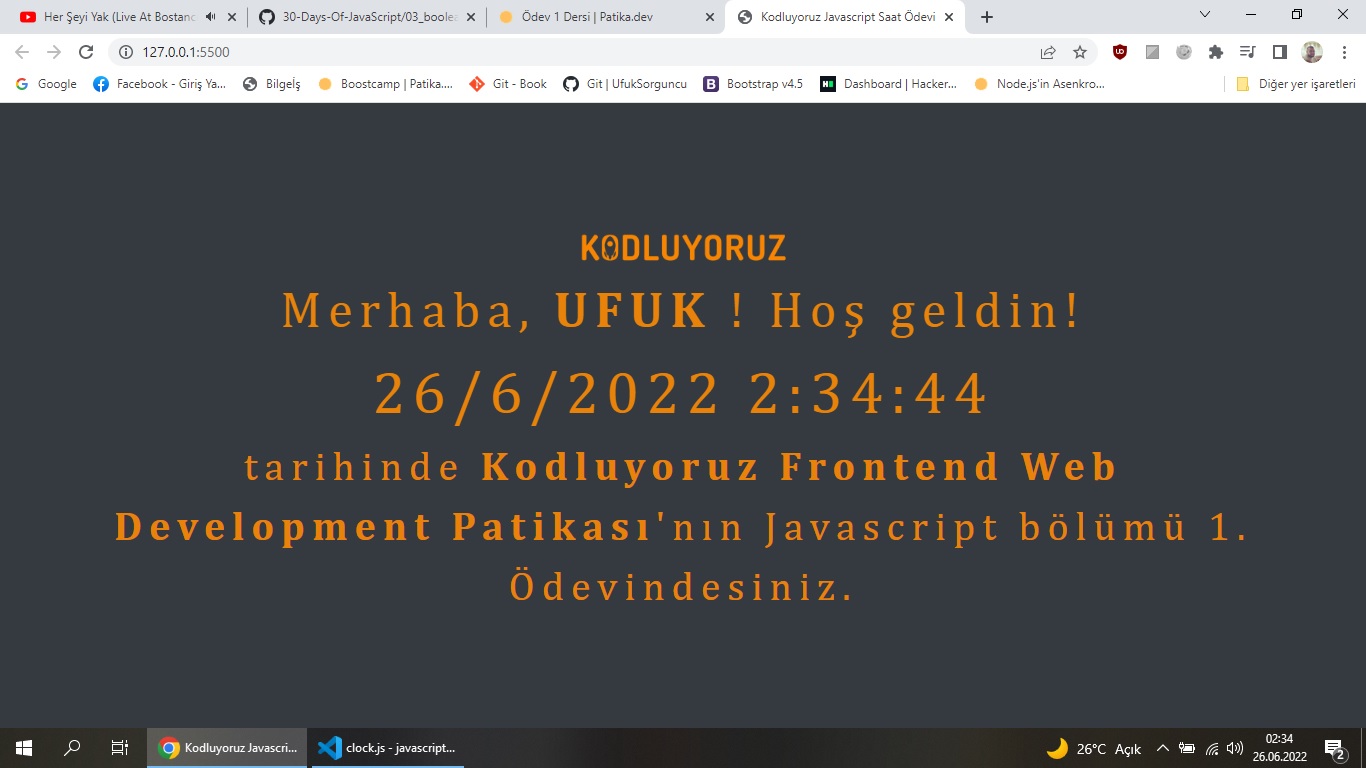 Her Şeyi Yak (Live At Bostanc
30-Days-Of-JavaScript/03_boolea
Ödev 1 Dersi | Patika.dev
Kodluyoruz Javascript Saat Ödevi
127.0.0.1:5500
Google
Facebook - Giriş Ya...
Bilgeİş
Boostcamp | Patika....
Git - Book
Git | UfukSorguncu
Bootstrap v4.5
Dashboard | Hacker...
Node.js'in Asenkro...
Diğer yer işaretleri
KODLUYORUZ
Merhaba, UFUK ! Hoş geldin!
26/6/2022 2:34:44
tarihinde Kodluyoruz Frontend Web
Development Patikası'nın Javascript bölümü 1.
Ödevindesiniz.
Kodluyoruz Javascri...
clock.js - javascript...
26°C Açık
02:34
26.06.2022
2